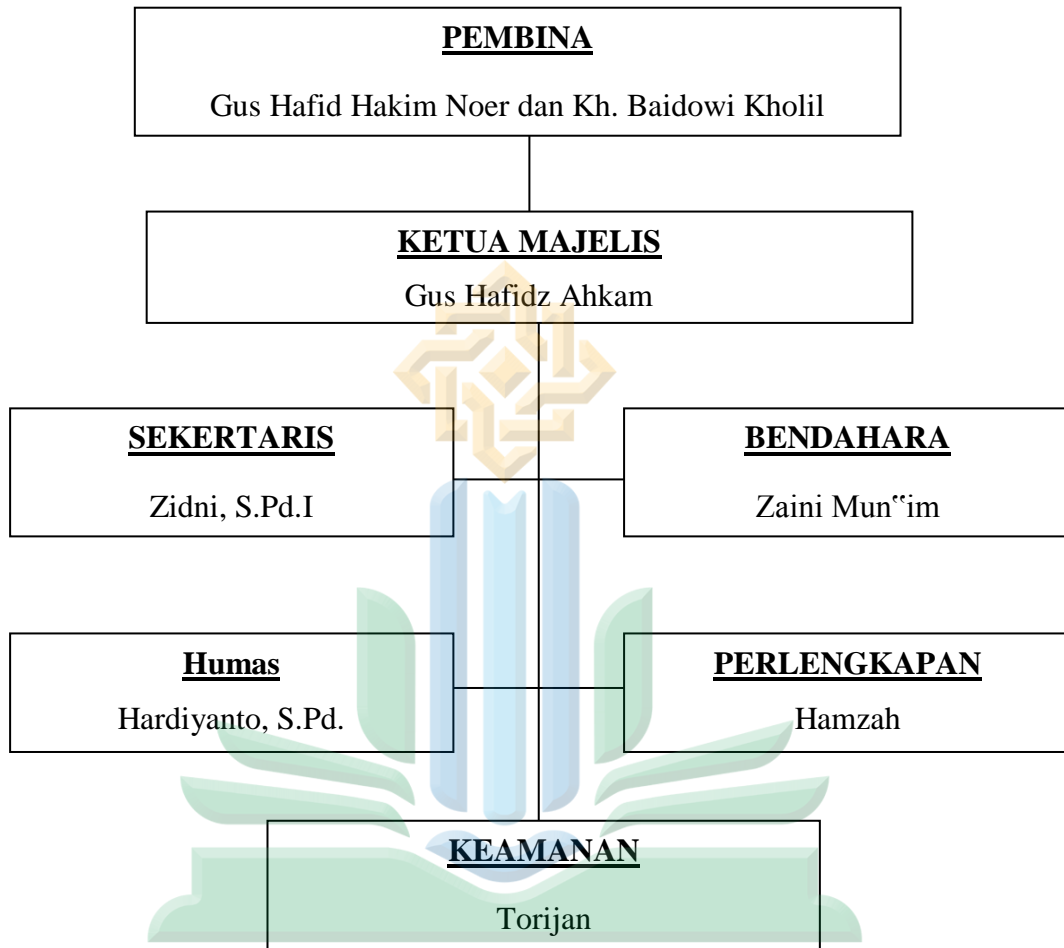 PEMBINA
Gus Hafid Hakim Noer dan Kh. Baidowi Kholil
KETUA MAJELIS
Gus Hafidz Ahkam
SEKERTARIS
Zidni, S.Pd.I
BENDAHARA
Zaini Mun‟im
Humas
Hardiyanto, S.Pd.
PERLENGKAPAN
Hamzah
KEAMANAN
Torijan